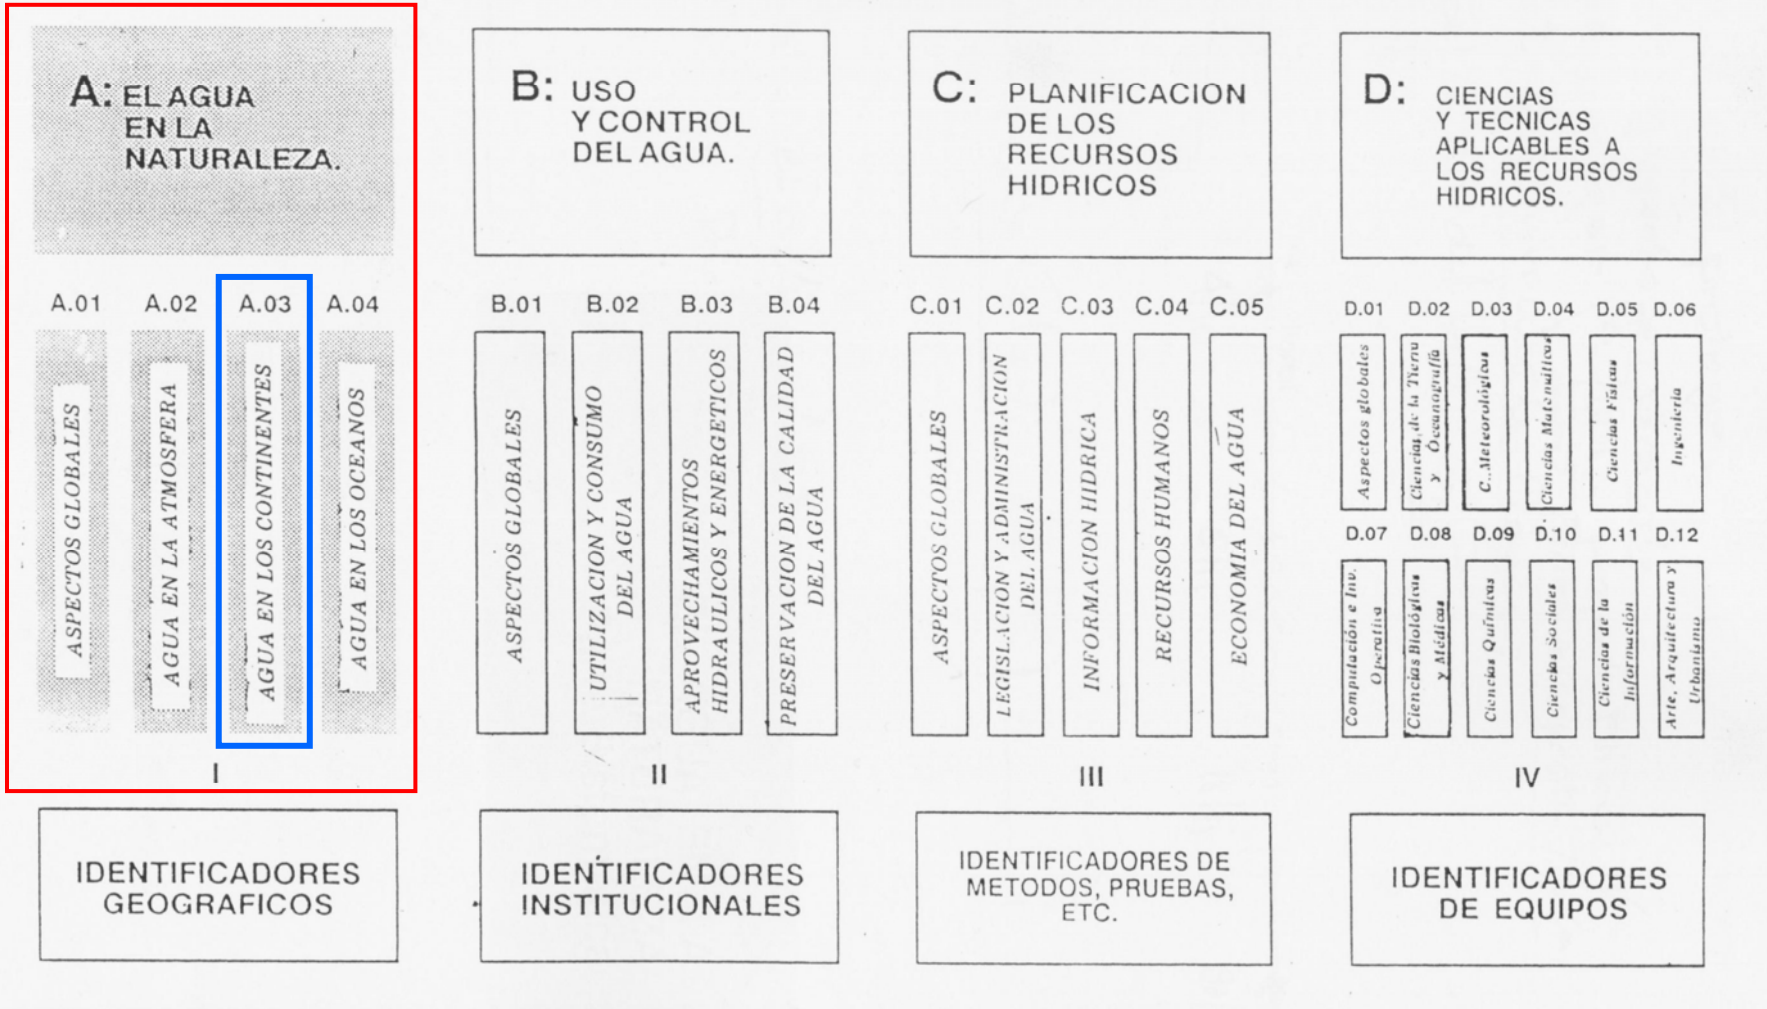 A: EL AGUA
EN LA
NATURALEZA.
A.01
A.02
A.03
A.04
ASPECTOS GLOBALES
AGUA EN LA ATMOSFERA
AGUA EN LOS CONTINENTES
AGUA EN LOS OCEANOS
I
IDENTIFICADORES
GEOGRAFICOS
B: USO
Y CONTROL
DEL AGUA.
B.01
B.02
B.03
B.04
ASPECTOS GLOBALES
UTILIZACION Y CONSUMO
DEL AGUA
APROVECHAMIENTOS
HIDRAULICOS Y ENERGETICOS
PRESERVACION DE LA CALIDAD
DEL AGUA
II
IDENTIFICADORES
INSTITUCIONALES
C: PLANIFICACION
DE LOS
RECURSOS
HIDRICOS
C.01
C.02
C.03
C.04
C.05
ASPECTOS GLOBALES
LEGISLACION Y ADMINISTRACION
DEL AGUA
INFORMACION HIDRICA
RECURSOS HUMANOS
ECONOMIA DEL AGUA
III
IDENTIFICADORES DE
METODOS, PRUEBAS,
ETC.
D: CIENCIAS
Y TECNICAS
APLICABLES A
LOS RECURSOS
HIDRICOS.
D.01
D.02
D.03
D.04
D.05
D.06
Aspectos globales
Ciencias de la Tierra
y Oceanografía
C. Meteorológicas
Ciencias Matemáticas
Ciencias Físicas
Ingeniería
D.07
D.08
D.09
D.10
D.11
D.12
Computación e Inv.
Operativa
Ciencias Biológicas
y Médicas
Ciencias Químicas
Ciencias Sociales
Ciencias de la
Información
Arte, Arquitectura y
Urbanismo
IV
IDENTIFICADORES
DE EQUIPOS